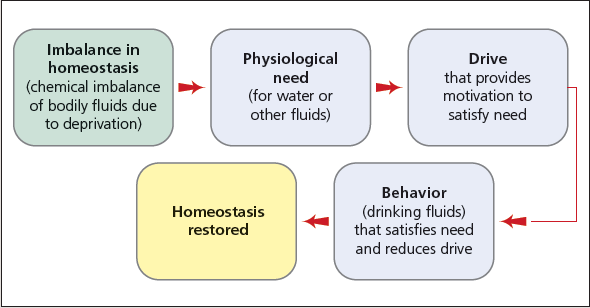 Imbalance in
homeostasis
(chemical imbalance
of bodily fluids due
to deprivation)
Physiological
need
(for water or
other fluids)
Drive
that provides
motivation to
satisfy need
Behavior
(drinking fluids)
that satisfies need
and reduces drive
Homeostasis
restored